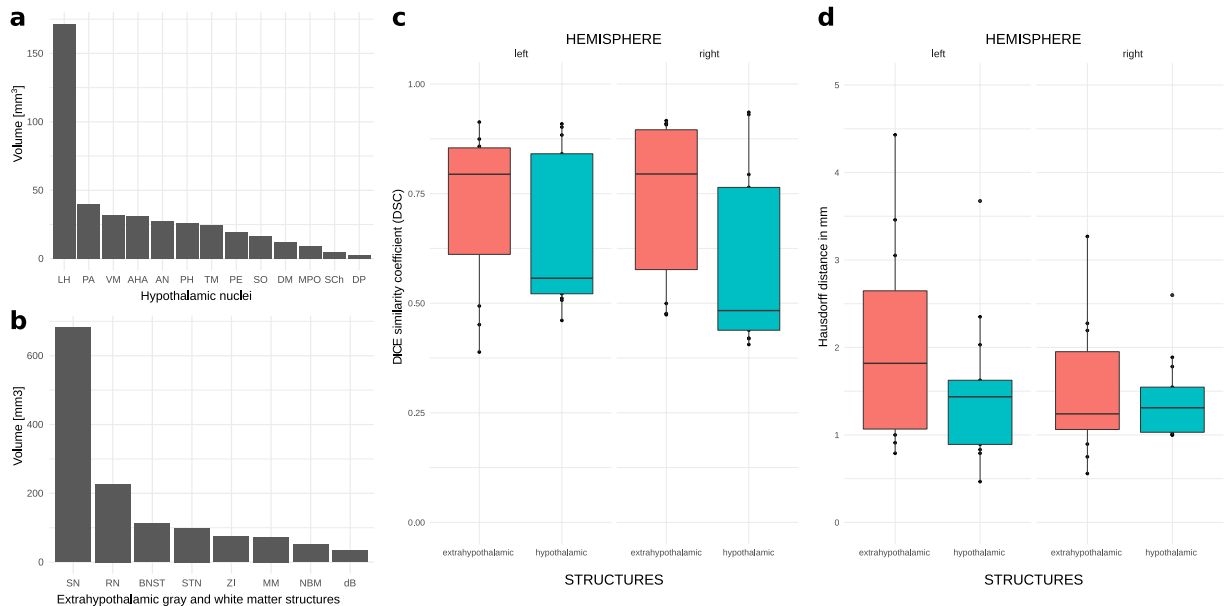 a
Volume [mm³]
150
100
50
0
LH PA VM AHA AN PH TM PE SO DM MPO SCh DP
Hypothalamic nuclei
b
Volume [mm3]
600
400
200
0
SN RN BNST STN ZI MM NBM dB
Extrahypothalamic gray and white matter structures
c
HEMISPHERE
left right
DICE similarity coefficient (DSC)
1.00
0.75
0.50
0.25
0.00
extrahypothalamic hypothalamic extrahypothalamic hypothalamic
STRUCTURES
d
HEMISPHERE
left right
Hausdorff distance in mm
5
4
3
2
1
0
extrahypothalamic hypothalamic extrahypothalamic hypothalamic
STRUCTURES